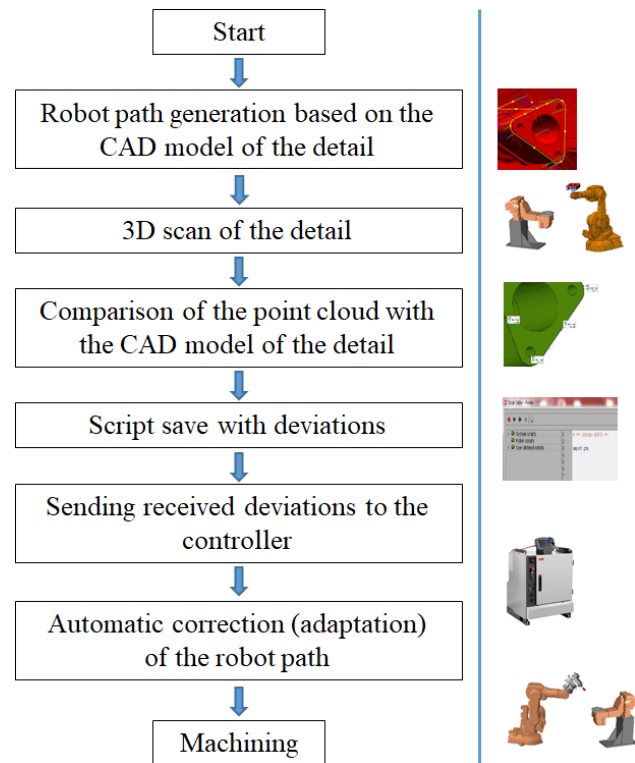 Start
Robot path generation based on the
CAD model of the detail
3D scan of the detail
Comparison of the point cloud with
the CAD model of the detail
Script save with deviations
Sending received deviations to the
controller
Automatic correction (adaptation)
of the robot path
Machining